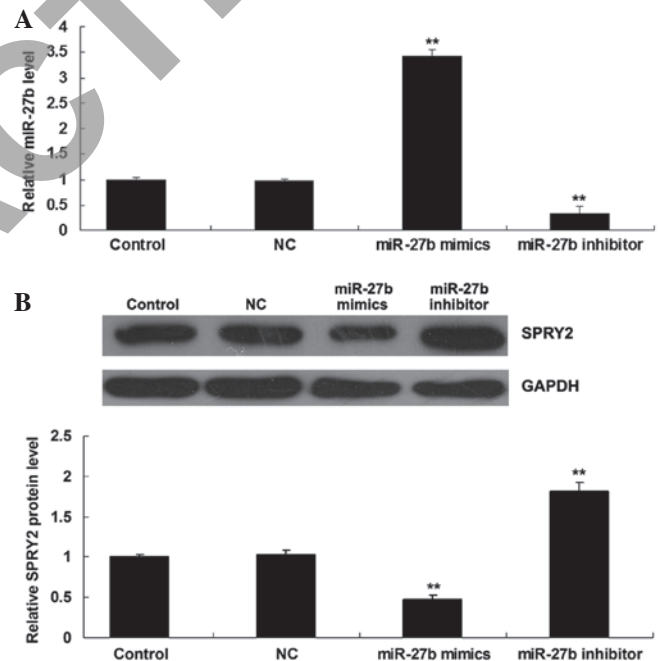 A
4
3.5
3
2.5
2
1.5
1
0.5
0
Relative miR-27b level
**
**
Control NC miR-27b mimics miR-27b inhibitor
B
Control NC miR-27b mimics miR-27b inhibitor
SPRY2
GAPDH
2.5
2
1.5
1
0.5
0
Relative SPRY2 protein level
**
**
Control NC miR-27b mimics miR-27b inhibitor